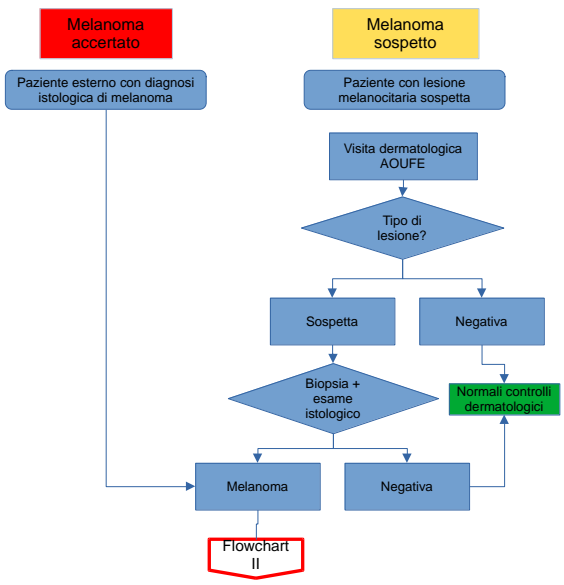 Melanoma
accertato
Melanoma
sospetto
Paziente esterno con diagnosi
istologica di melanoma
Paziente con lesione
melanocitaria sospetta
Visita dermatologica
AOUFE
Tipo di
lesione?
Sospetta
Negativa
Biopsia +
esame
istologico
Normali controlli
dermatologici
Melanoma
Negativa
Flowchart
II